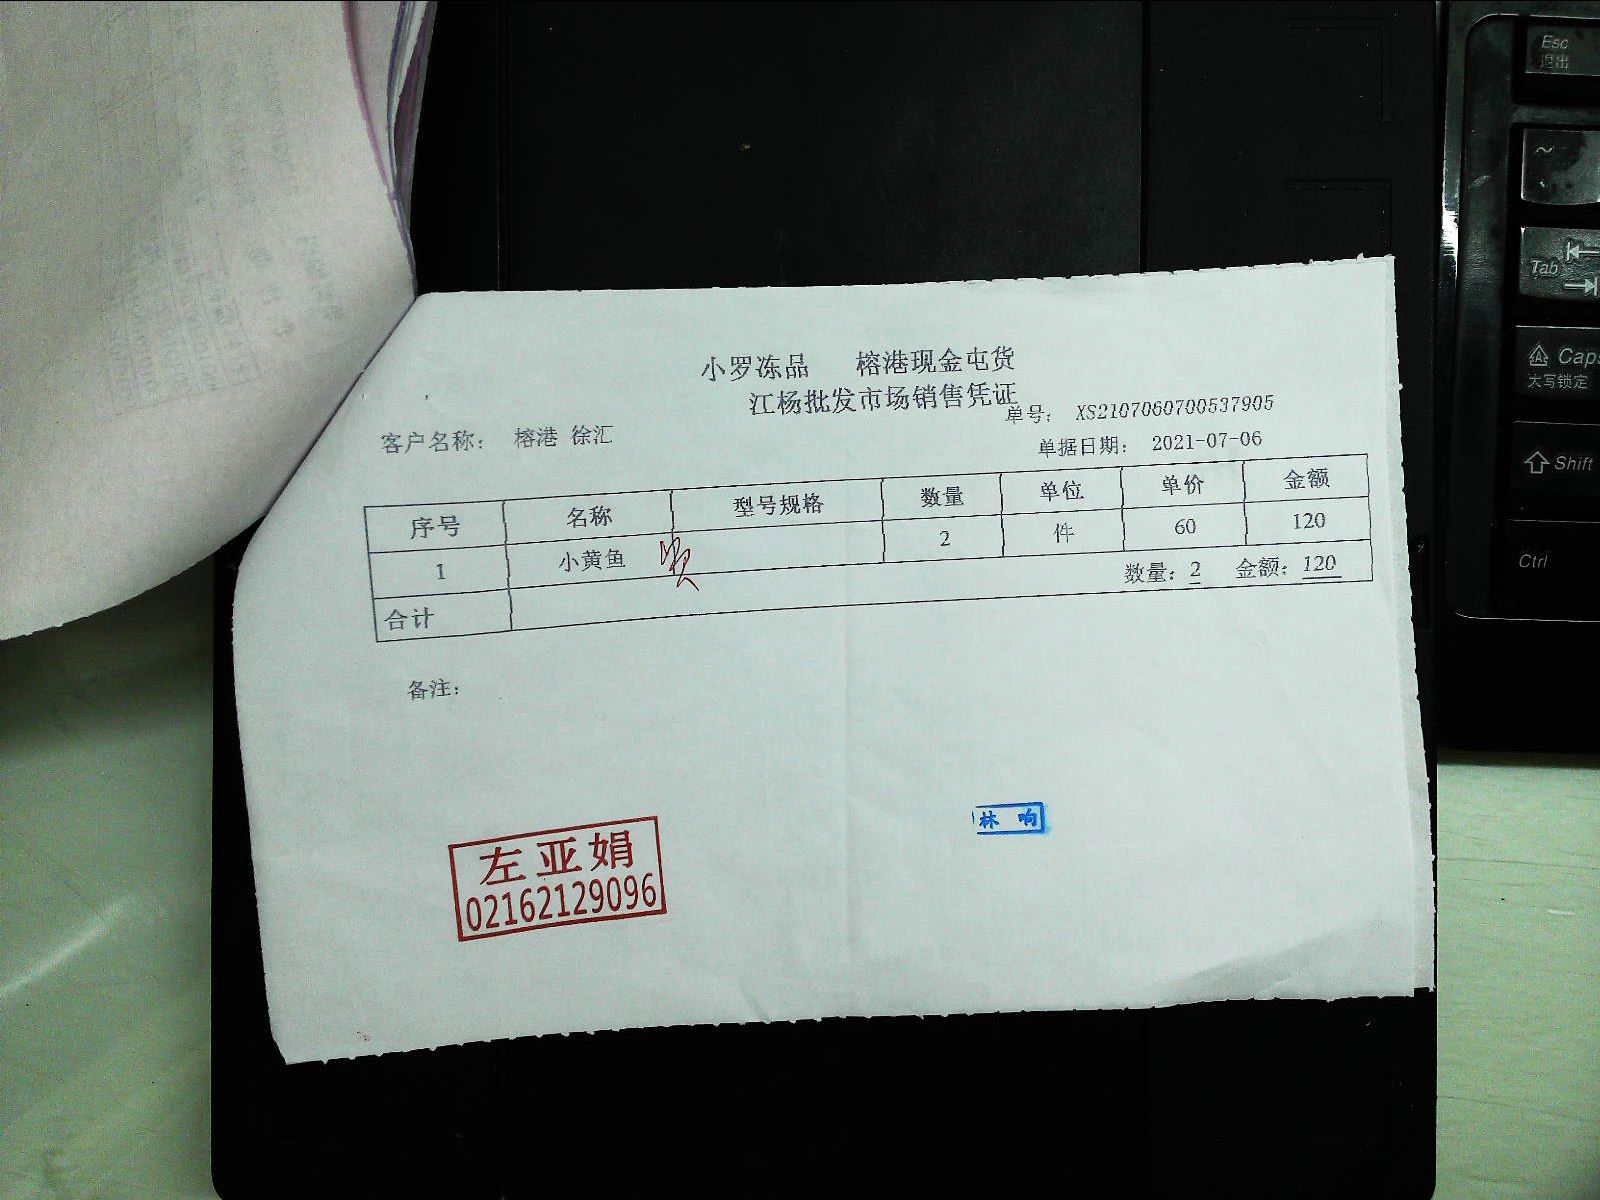 小罗冻品 榕港现金屯货
江杨批发市场销售凭证
单号: XS2107060700537905
客户名称: 榕港 徐汇
单据日期: 2021-07-06
序号 名称 型号规格 数量 单位 单价 金额
1 小黄鱼 2 件 60 120
合计 数量: 2 金额: 120
备注:
林 响
左亚娟
02162129096
Esc
退出
~
Tab
Caps
大写锁定
Shift
Ctrl